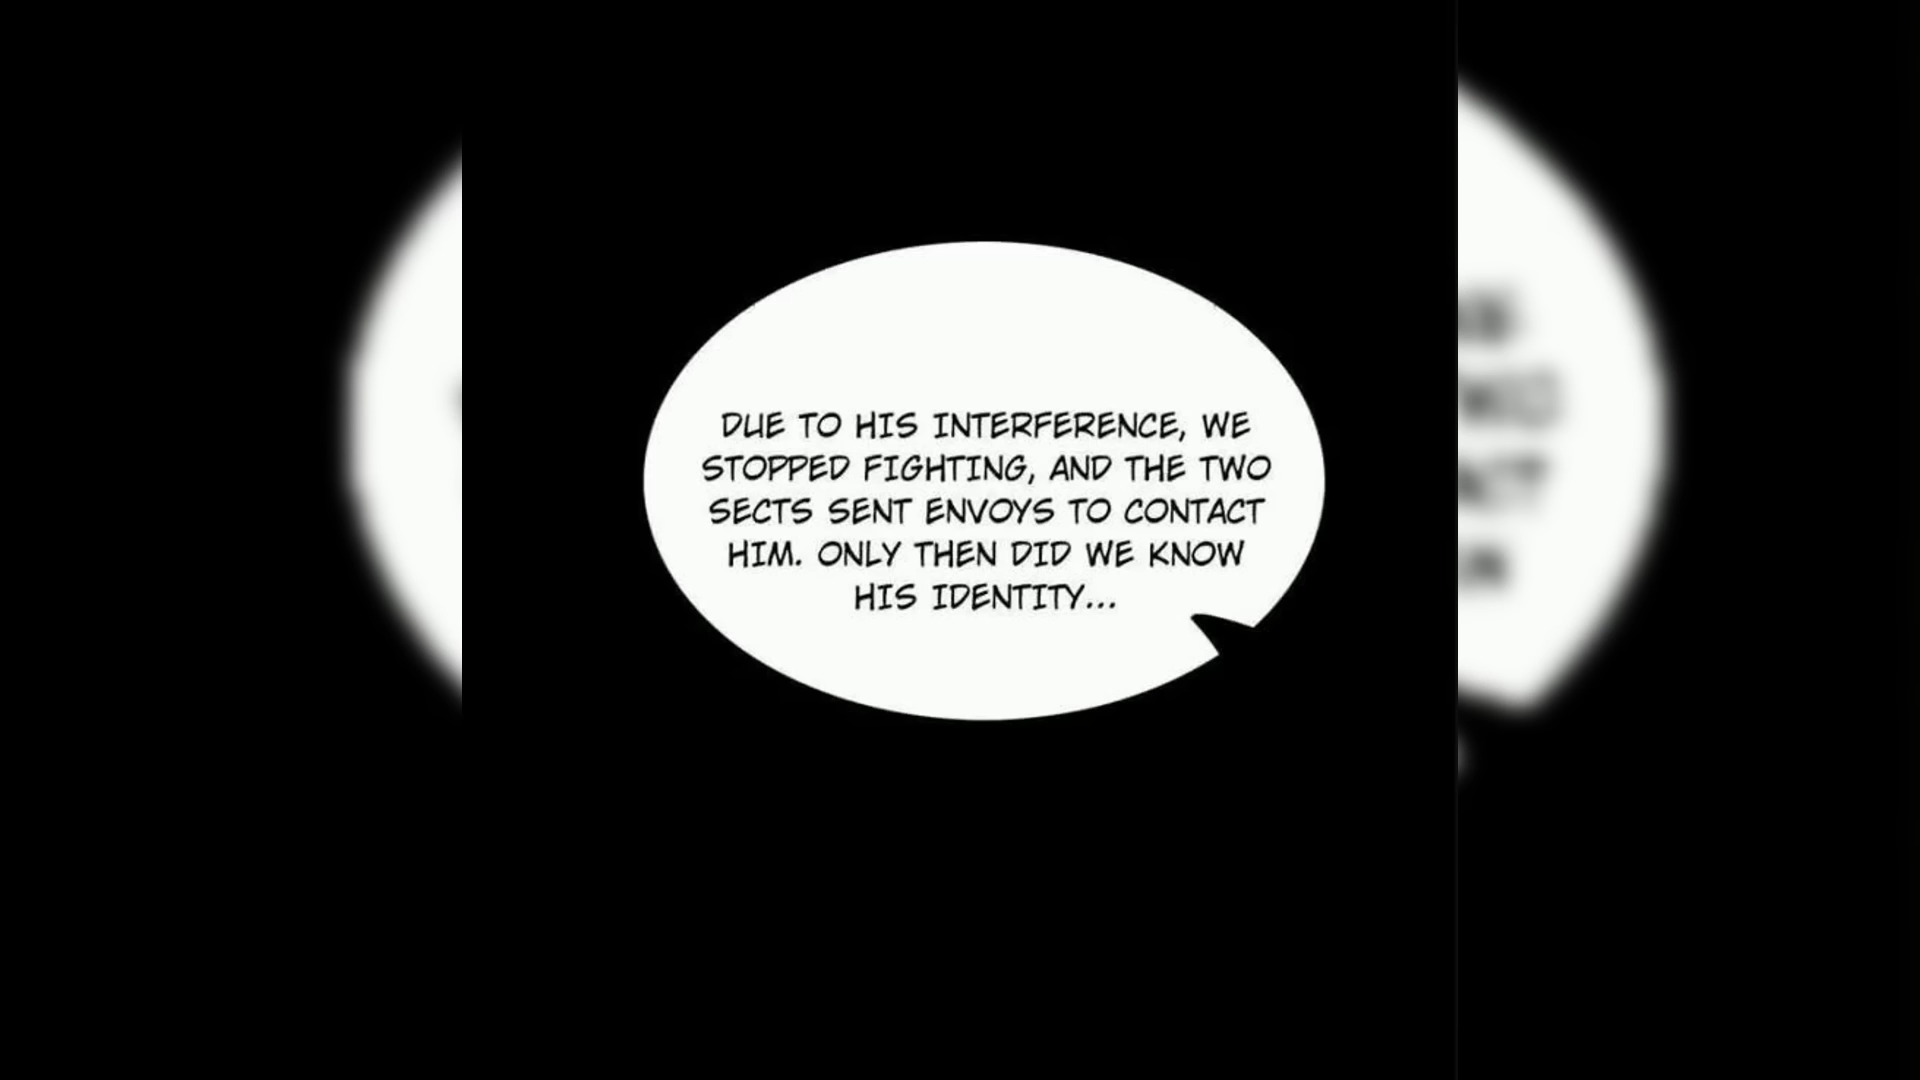 DUE TO HIS INTERFERENCE, WE
STOPPED FIGHTING, AND THE TWO
SECTS SENT ENVOYS TO CONTACT
HIM. ONLY THEN DID WE KNOW
HIS IDENTITY...